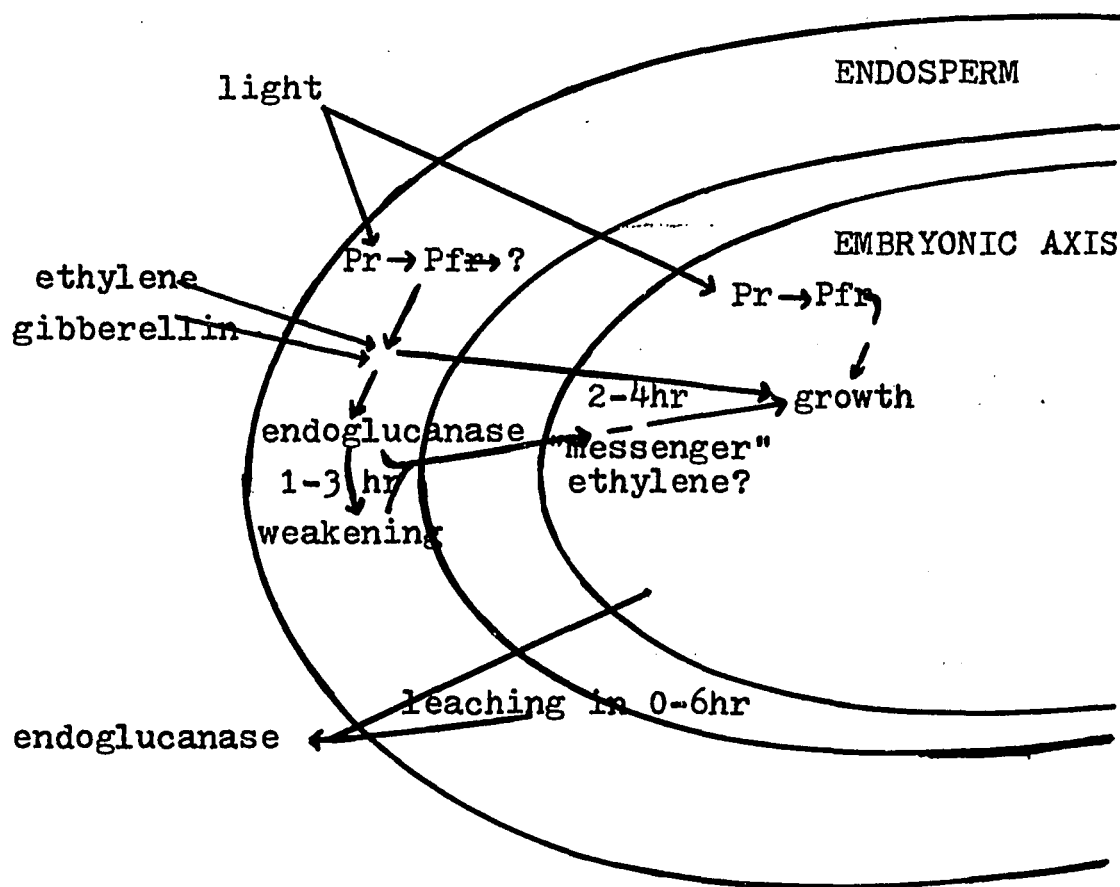 ENDOSPERM
light
EMBRYONIC AXIS
Pr → Pfr → ?
ethylene
Pr → Pfr
gibberellin
2-4hr
growth
endoglucanase
"messenger"
1-3 hr
ethylene?
weakening
leaching in 0-6hr
endoglucanase